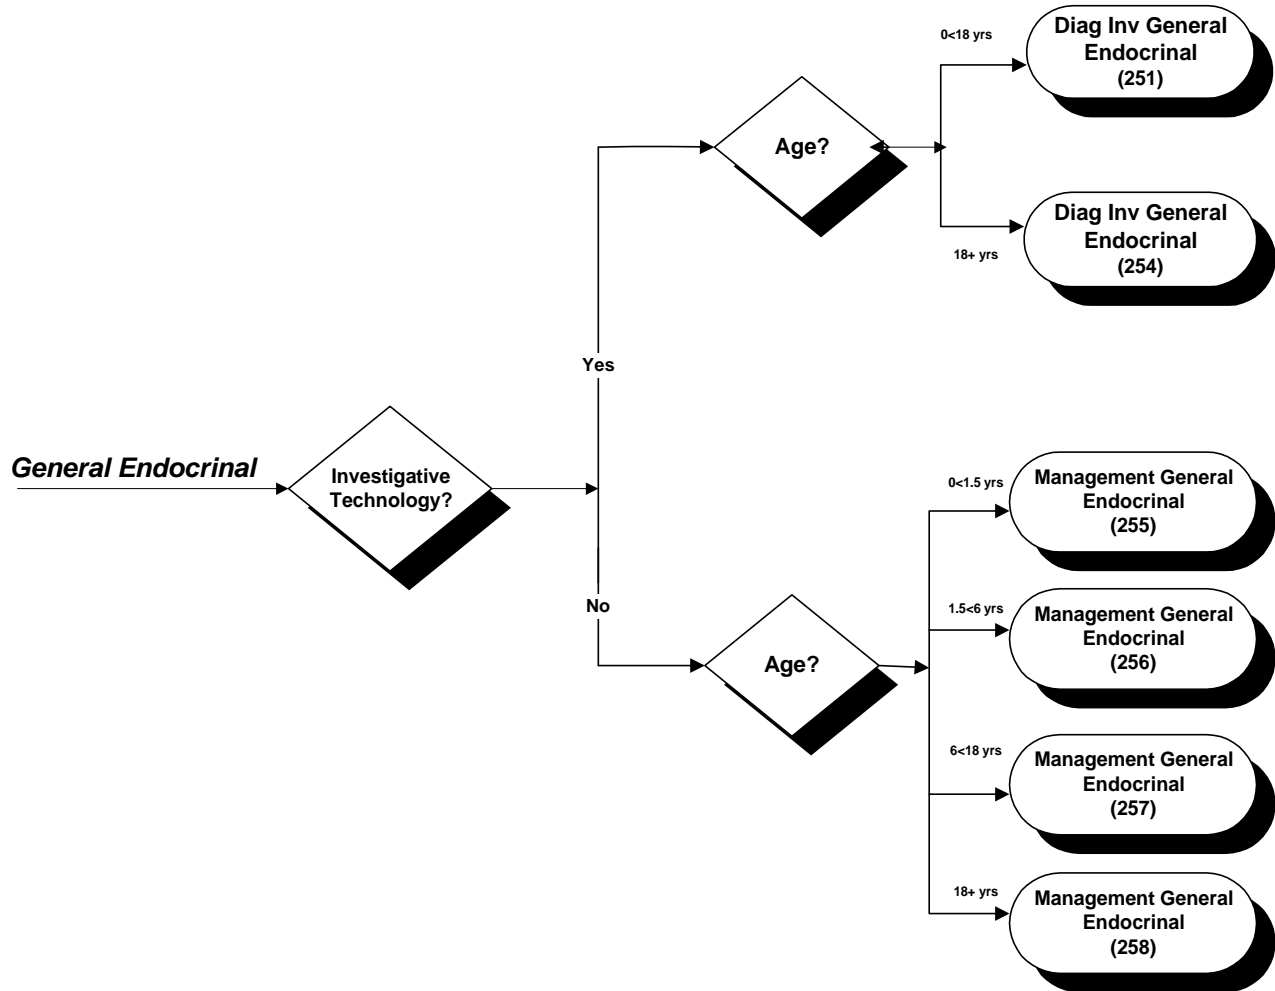 0<18 yrs
Diag Inv General
Endocrinal
(251)
Age?
18+ yrs
Diag Inv General
Endocrinal
(254)
Yes
General Endocrinal
Investigative
Technology?
No
Age?
0<1.5 yrs
Management General
Endocrinal
(255)
1.5<6 yrs
Management General
Endocrinal
(256)
6<18 yrs
Management General
Endocrinal
(257)
18+ yrs
Management General
Endocrinal
(258)